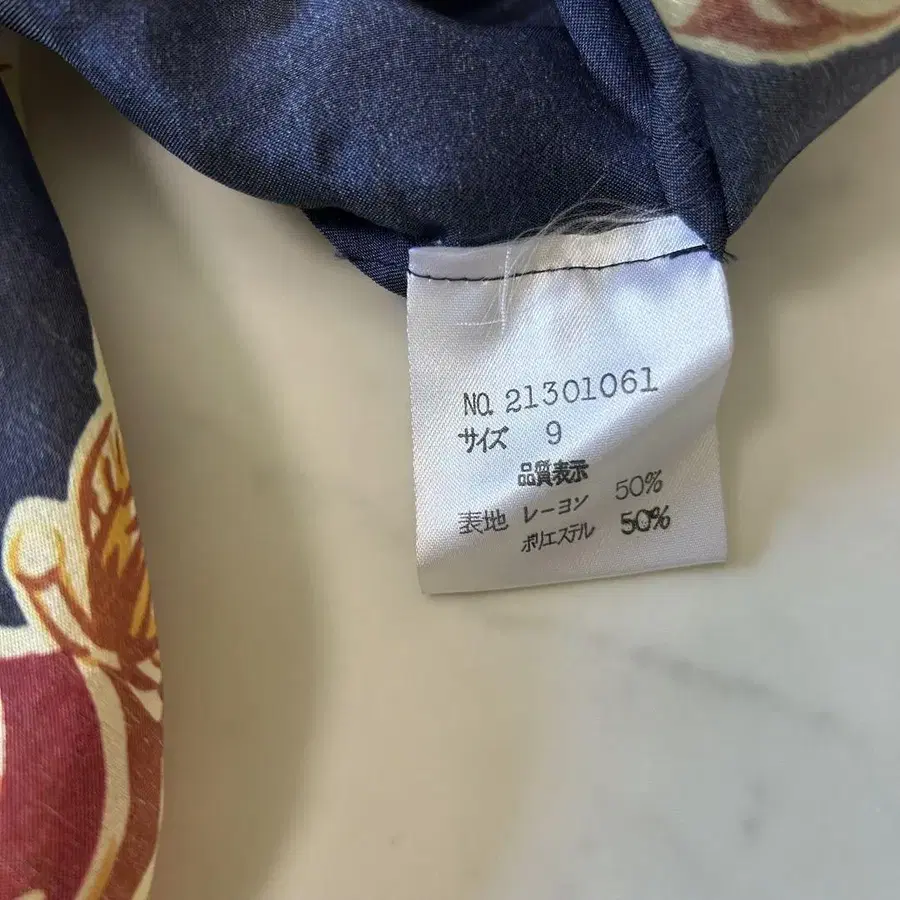 NO. 21301061
サイズ 9
品質表示
表地 レーヨン 50%
ポリエステル 50%